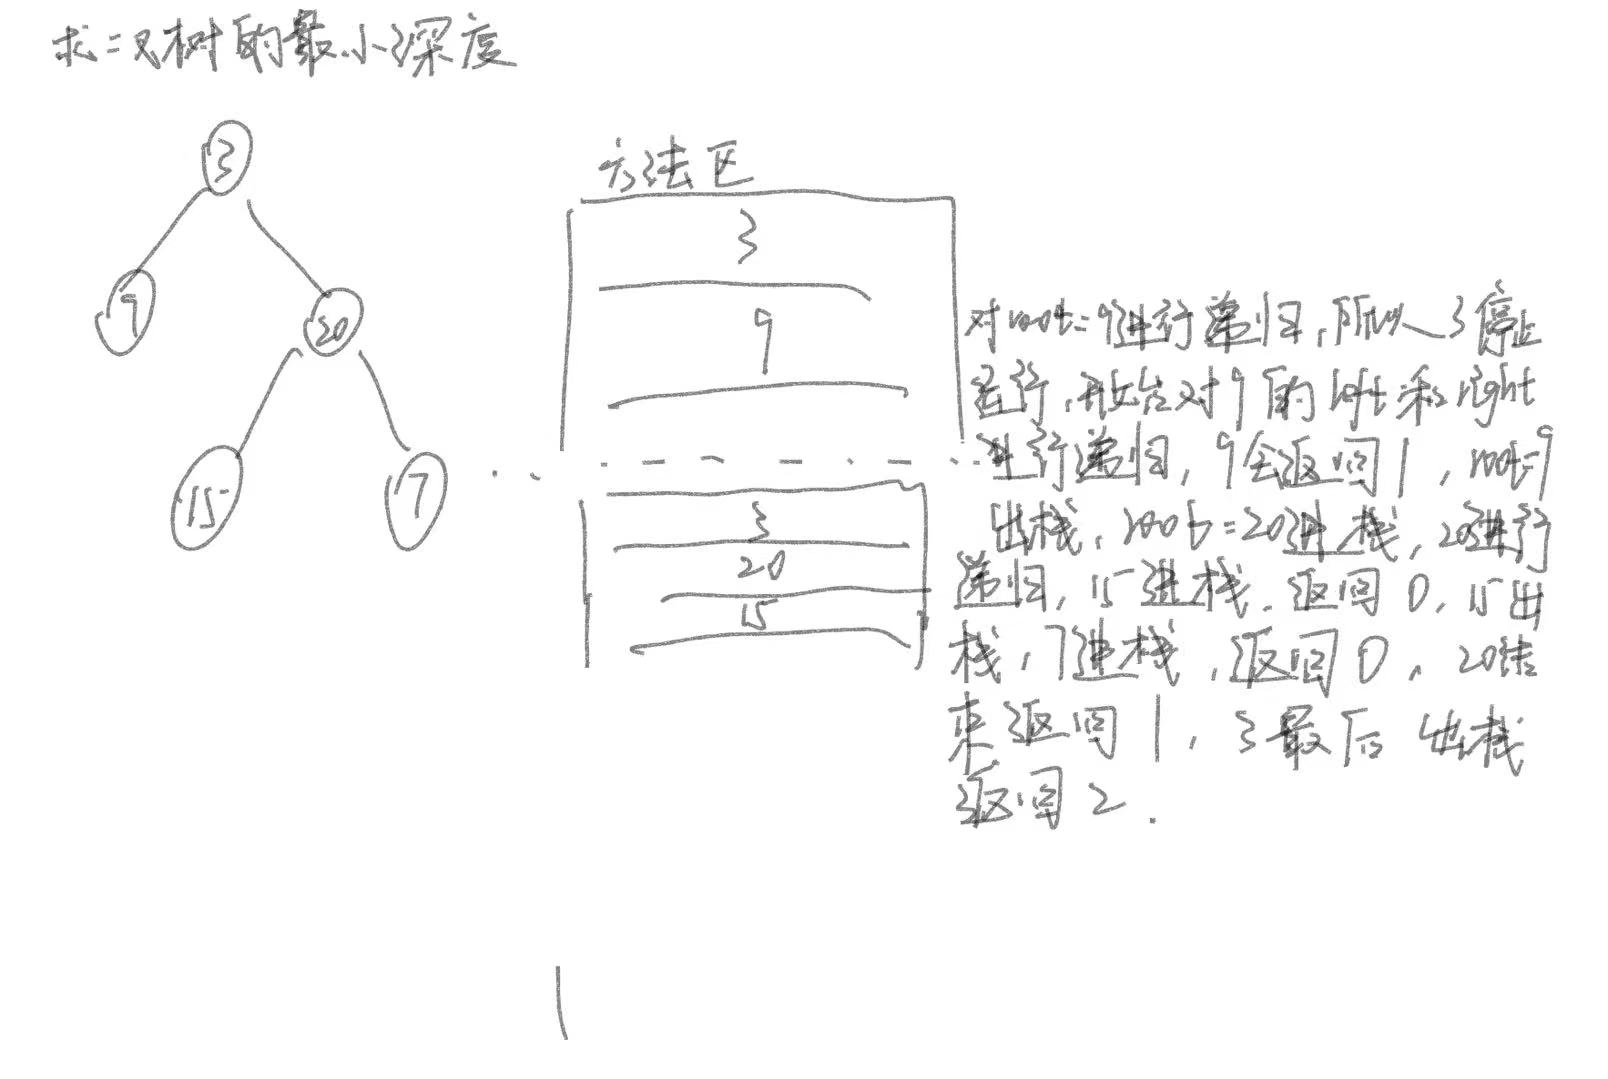 求二叉树的最小深度
3
9
20
15
7
方法区
3
9
3
20
15
对root=9进行递归,所以3停止
运行,开始对9的left和right
进行递归,9会返回1,root=9
出栈,root=20进栈,20进行
递归,15进栈,返回0,15出
栈,7进栈,返回0,20结
束返回1,3最后出栈
返回2.